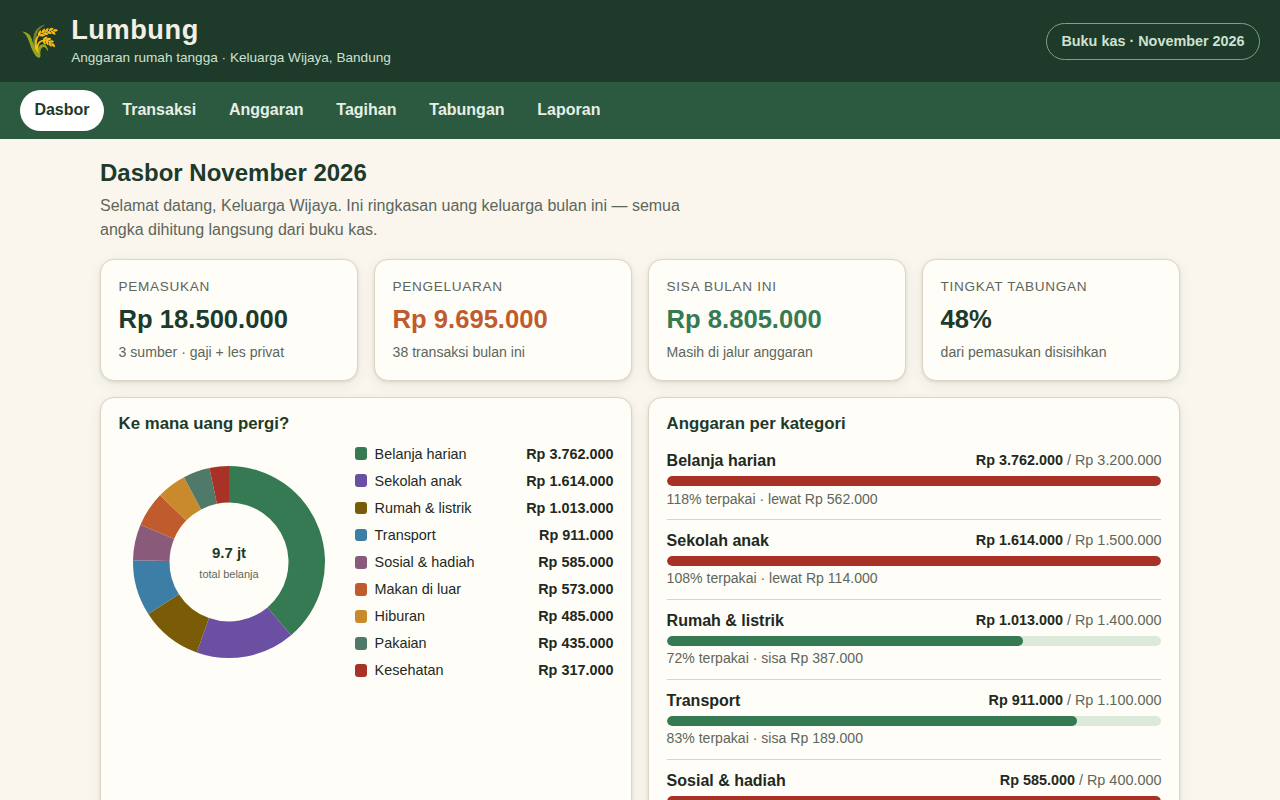 Lumbung
Anggaran rumah tangga · Keluarga Wijaya, Bandung
Buku kas · November 2026
Dasbor
Transaksi
Anggaran
Tagihan
Tabungan
Laporan
Dasbor November 2026
Selamat datang, Keluarga Wijaya. Ini ringkasan uang keluarga bulan ini — semua
angka dihitung langsung dari buku kas.
PEMASUKAN
Rp 18.500.000
3 sumber · gaji + les privat
PENGELUARAN
Rp 9.695.000
38 transaksi bulan ini
SISA BULAN INI
Rp 8.805.000
Masih di jalur anggaran
TINGKAT TABUNGAN
48%
dari pemasukan disisihkan
Ke mana uang pergi?
9.7 jt
total belanja
Belanja harian Rp 3.762.000
Sekolah anak Rp 1.614.000
Rumah & listrik Rp 1.013.000
Transport Rp 911.000
Sosial & hadiah Rp 585.000
Makan di luar Rp 573.000
Hiburan Rp 485.000
Pakaian Rp 435.000
Kesehatan Rp 317.000
Anggaran per kategori
Belanja harian Rp 3.762.000 / Rp 3.200.000
118% terpakai · lewat Rp 562.000
Sekolah anak Rp 1.614.000 / Rp 1.500.000
108% terpakai · lewat Rp 114.000
Rumah & listrik Rp 1.013.000 / Rp 1.400.000
72% terpakai · sisa Rp 387.000
Transport Rp 911.000 / Rp 1.100.000
83% terpakai · sisa Rp 189.000
Sosial & hadiah Rp 585.000 / Rp 400.000